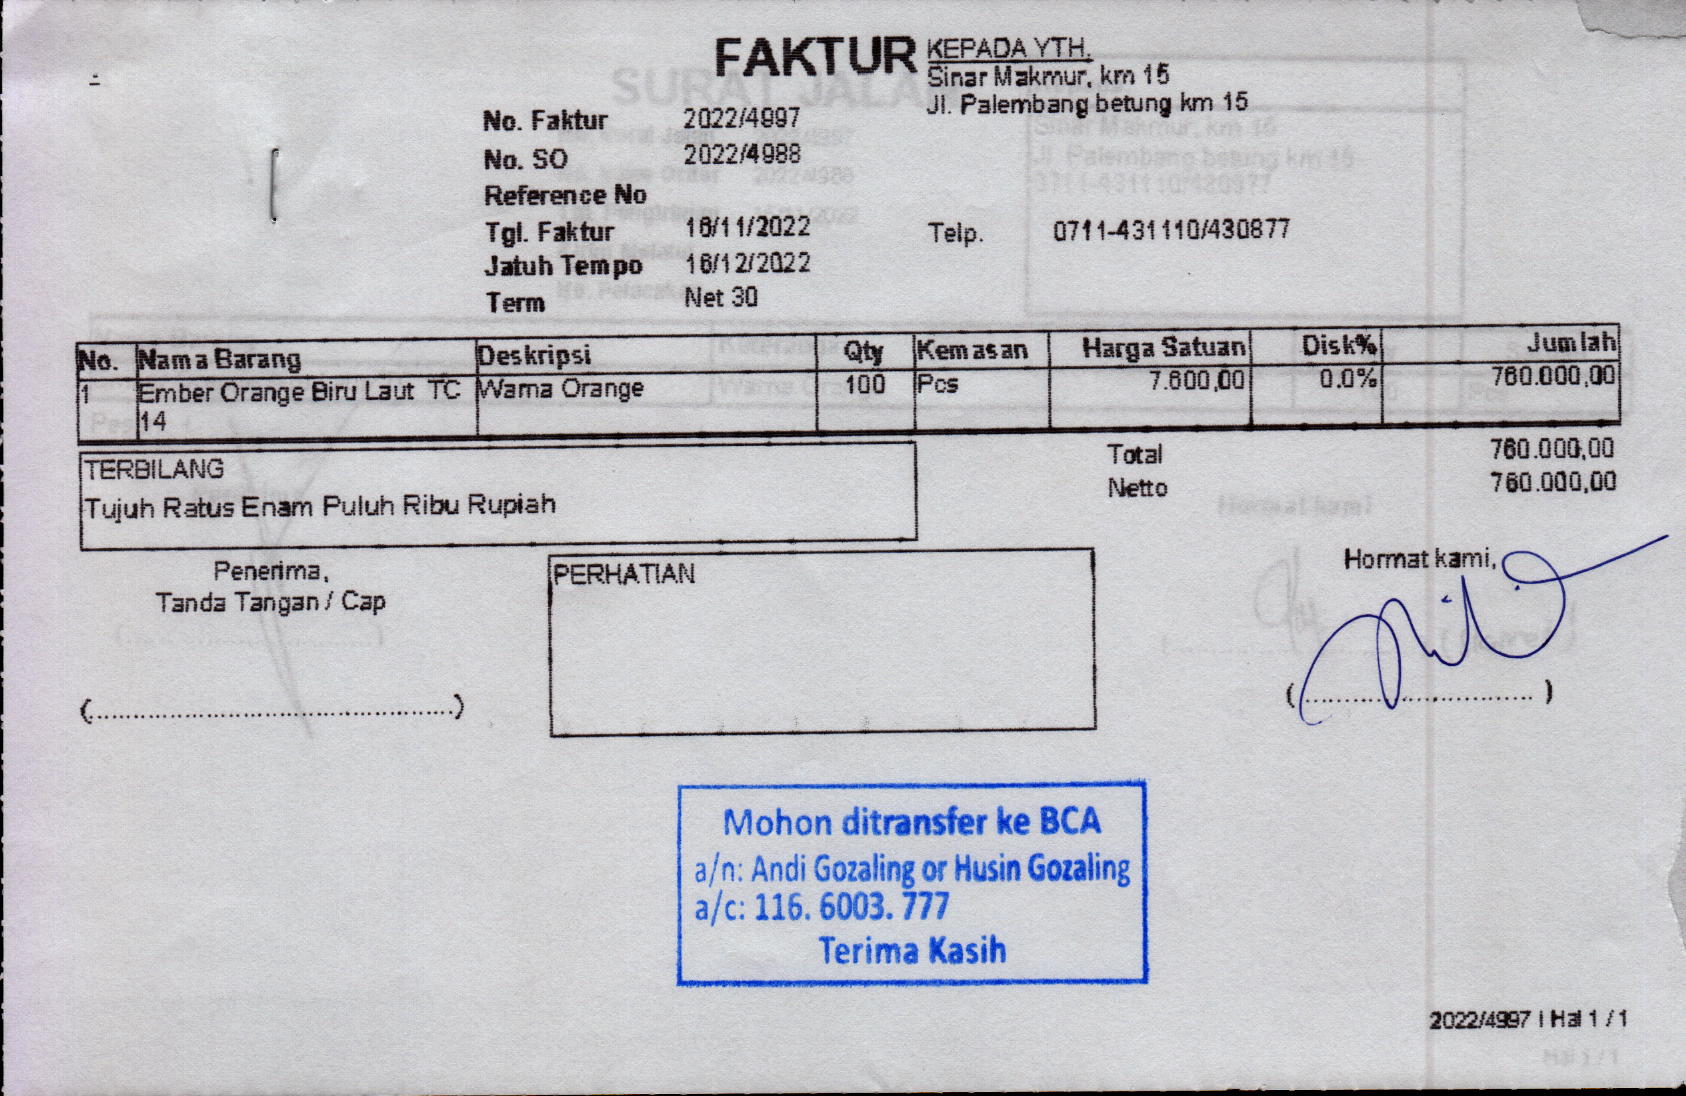 FAKTUR
KEPADA YTH.
Sinar Makmur, km 15
Jl. Palembang betung km 15
No. Faktur 2022/4997
No. SO 2022/4988
Reference No
Tgl. Faktur 16/11/2022
Telp. 0711-431110/430877
Jatuh Tempo 16/12/2022
Term Net 30
No. Nama Barang Deskripsi Qty Kemasan Harga Satuan Disk% Jumlah
1 Ember Orange Biru Laut TC Warna Orange 100 Pcs 7.600,00 0.0% 760.000,00
14
Total 760.000,00
Netto 760.000,00
TERBILANG
Tujuh Ratus Enam Puluh Ribu Rupiah
Penerima,
Tanda Tangan / Cap
(................................................)
PERHATIAN
Hormat kami,
(................................)
Mohon ditransfer ke BCA
a/n: Andi Gozaling or Husin Gozaling
a/c: 116. 6003. 777
Terima Kasih
2022/4997 | Hal 1 / 1